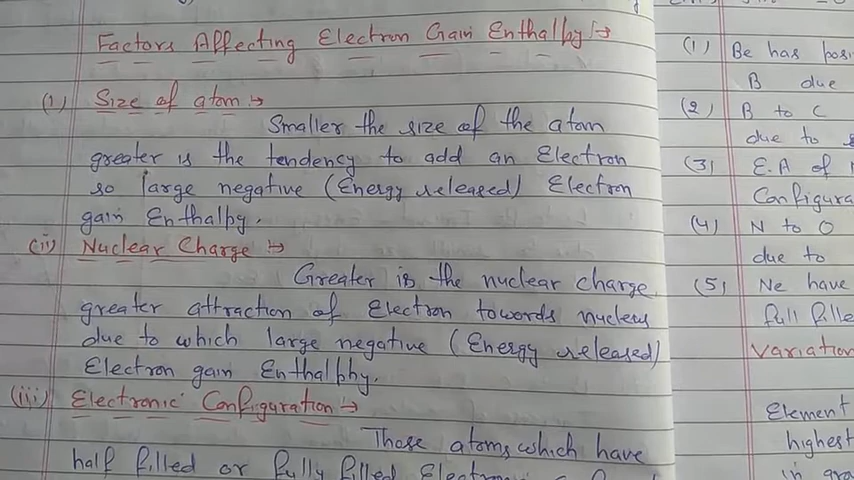 Factors Affecting Electron Gain Enthalpy :→
(i) Size of atom :→
Smaller the size of the atom
greater is the tendency to add an Electron
so large negative (Energy released) Electron
gain Enthalpy.
(ii) Nuclear Charge :→
Greater is the nuclear charge,
greater attraction of Electron towards nucleus
due to which large negative (Energy released)
Electron gain Enthalphy.
(iii) Electronic Configuration →
Those atoms which have
half filled or fully filled
(1) Be has
B due
(2) B to C
due to
(3) E.A of
Configura
(4) N to O
due to
(5) Ne have
full fille
Variation
Element
highest
in gra